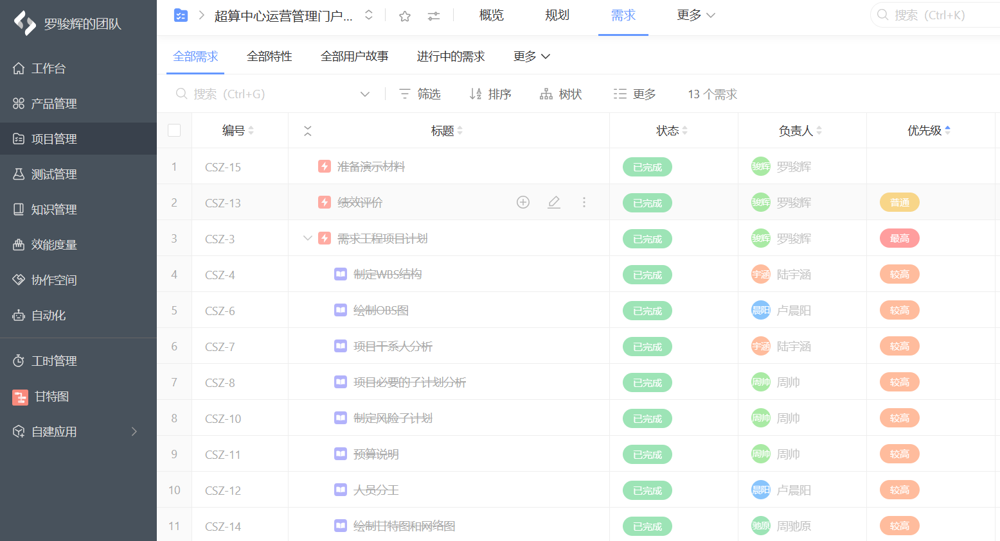 罗骏辉的团队
工作台
产品管理
项目管理
测试管理
知识管理
效能度量
协作空间
自动化
工时管理
甘特图
自建应用
超算中心运营管理门户... 概览 规划 需求 更多 搜索（Ctrl+K）
全部需求 全部特性 全部用户故事 进行中的需求 更多
搜索（Ctrl+G） 筛选 排序 树状 更多 13 个需求
编号 标题 状态 负责人 优先级
1 CSZ-15 准备演示材料 已完成 骏辉 罗骏辉
2 CSZ-13 绩效评价 已完成 骏辉 罗骏辉 普通
3 CSZ-3 需求工程项目计划 已完成 骏辉 罗骏辉 最高
4 CSZ-4 制定WBS结构 已完成 宇涵 陆宇涵 较高
5 CSZ-6 绘制OBS图 已完成 晨阳 卢晨阳 较高
6 CSZ-7 项目干系人分析 已完成 宇涵 陆宇涵 较高
7 CSZ-8 项目必要的子计划分析 已完成 周帅 周帅 较高
8 CSZ-10 制定风险子计划 已完成 周帅 周帅 较高
9 CSZ-11 预算说明 已完成 周帅 周帅 较高
10 CSZ-12 人员分工 已完成 晨阳 卢晨阳 较高
11 CSZ-14 绘制甘特图和网络图 已完成 驰原 周驰原 较高